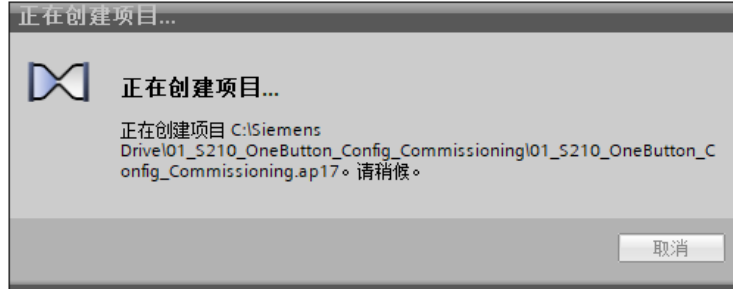 正在创建项目...
正在创建项目...
正在创建项目 C:\Siemens
Drive\01_S210_OneButton_Config_Commissioning\01_S210_OneButton_C
onfig_Commissioning.ap17。请稍候。
取消